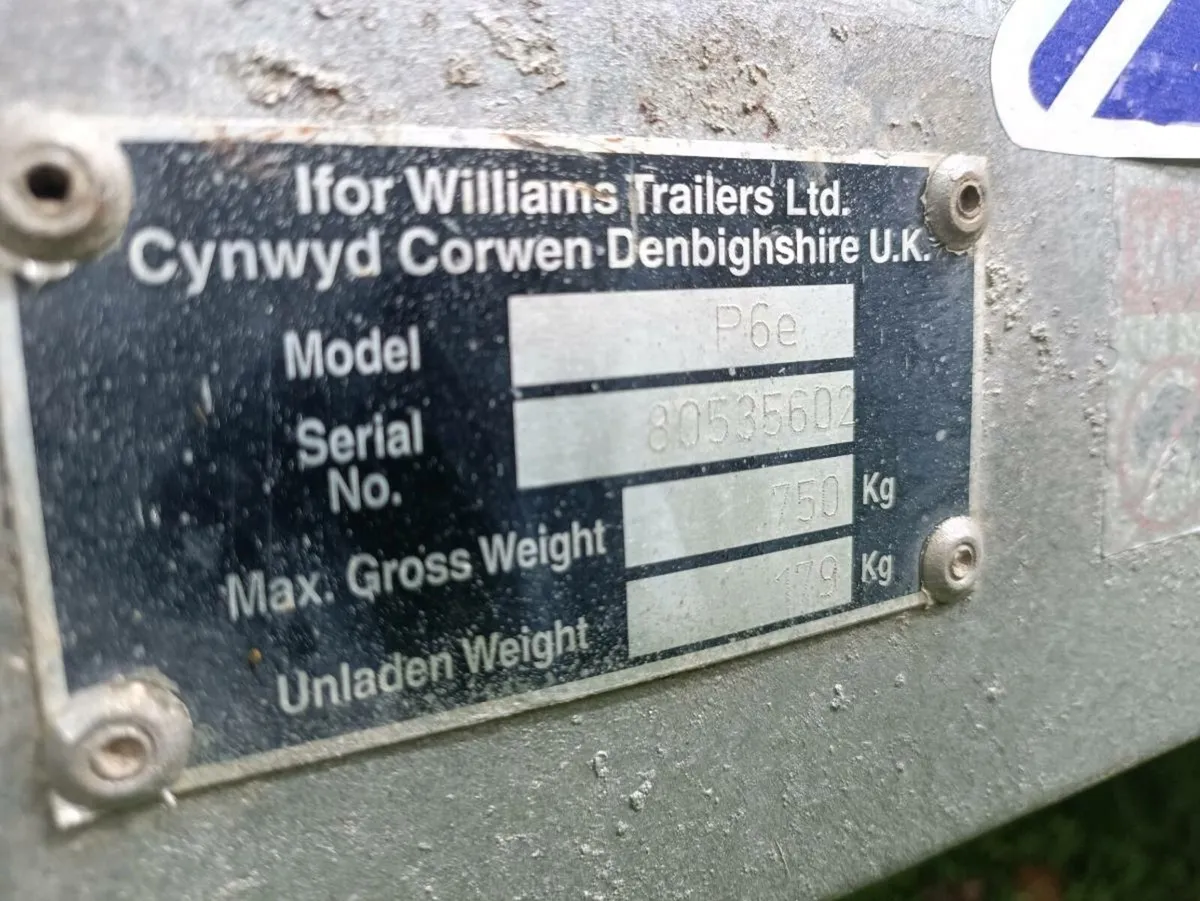 Ifor Williams Trailers Ltd.
Cynwyd Corwen Denbighshire U.K.
Model P6e
Serial No. 80535602
Max. Gross Weight 750 Kg
Unladen Weight 179 Kg